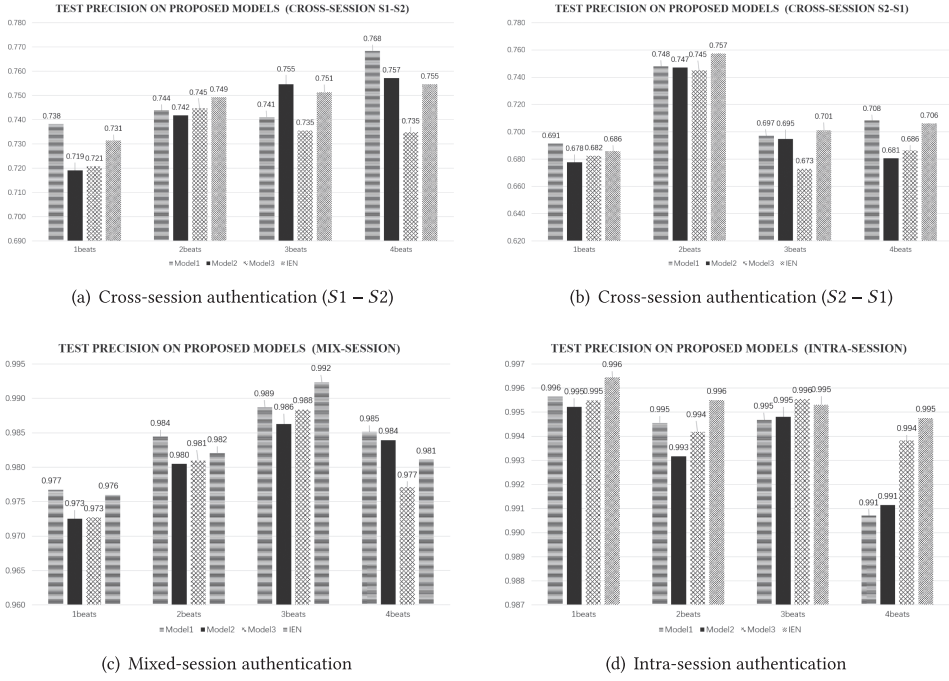 TEST PRECISION ON PROPOSED MODELS (CROSS-SESSION S1-S2)
0.780
0.770
0.760
0.750
0.740
0.730
0.720
0.710
0.700
0.690
0.738 0.719 0.721 0.731
0.744 0.742 0.745 0.749
0.741 0.755 0.735 0.751
0.768 0.757 0.735 0.755
1beats 2beats 3beats 4beats
Model1 Model2 Model3 IEN
(a) Cross-session authentication (S1 − S2)
TEST PRECISION ON PROPOSED MODELS (CROSS-SESSION S2-S1)
0.780
0.760
0.740
0.720
0.700
0.680
0.660
0.640
0.620
0.691 0.678 0.682 0.686
0.748 0.747 0.745 0.757
0.697 0.695 0.673 0.701
0.708 0.681 0.686 0.706
1beats 2beats 3beats 4beats
Model1 Model2 Model3 IEN
(b) Cross-session authentication (S2 − S1)
TEST PRECISION ON PROPOSED MODELS (MIX-SESSION)
0.995
0.990
0.985
0.980
0.975
0.970
0.965
0.960
0.977 0.973 0.973 0.976
0.984 0.980 0.981 0.982
0.989 0.986 0.988 0.992
0.985 0.984 0.977 0.981
1beats 2beats 3beats 4beats
Model1 Model2 Model3 IEN
(c) Mixed-session authentication
TEST PRECISION ON PROPOSED MODELS (INTRA-SESSION)
0.997
0.996
0.995
0.994
0.993
0.992
0.991
0.990
0.989
0.988
0.987
0.996 0.995 0.995 0.996
0.995 0.993 0.994 0.996
0.995 0.995 0.996 0.995
0.991 0.991 0.994 0.995
1beats 2beats 3beats 4beats
Model1 Model2 Model3 IEN
(d) Intra-session authentication